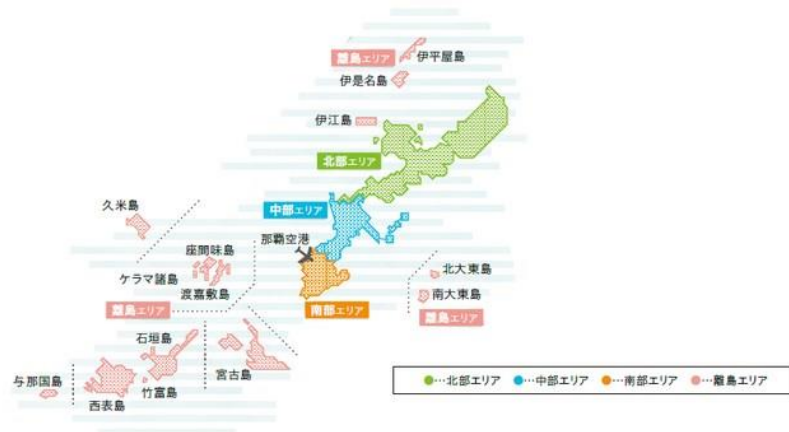 離島エリア
伊平屋島
伊是名島
伊江島
北部エリア
久米島
中部エリア
那覇空港
座間味島
ケラマ諸島
渡嘉敷島
北大東島
南大東島
離島エリア
南部エリア
離島エリア
石垣島
宮古島
与那国島
竹富島
西表島
●…北部エリア ●…中部エリア ●…南部エリア ●…離島エリア